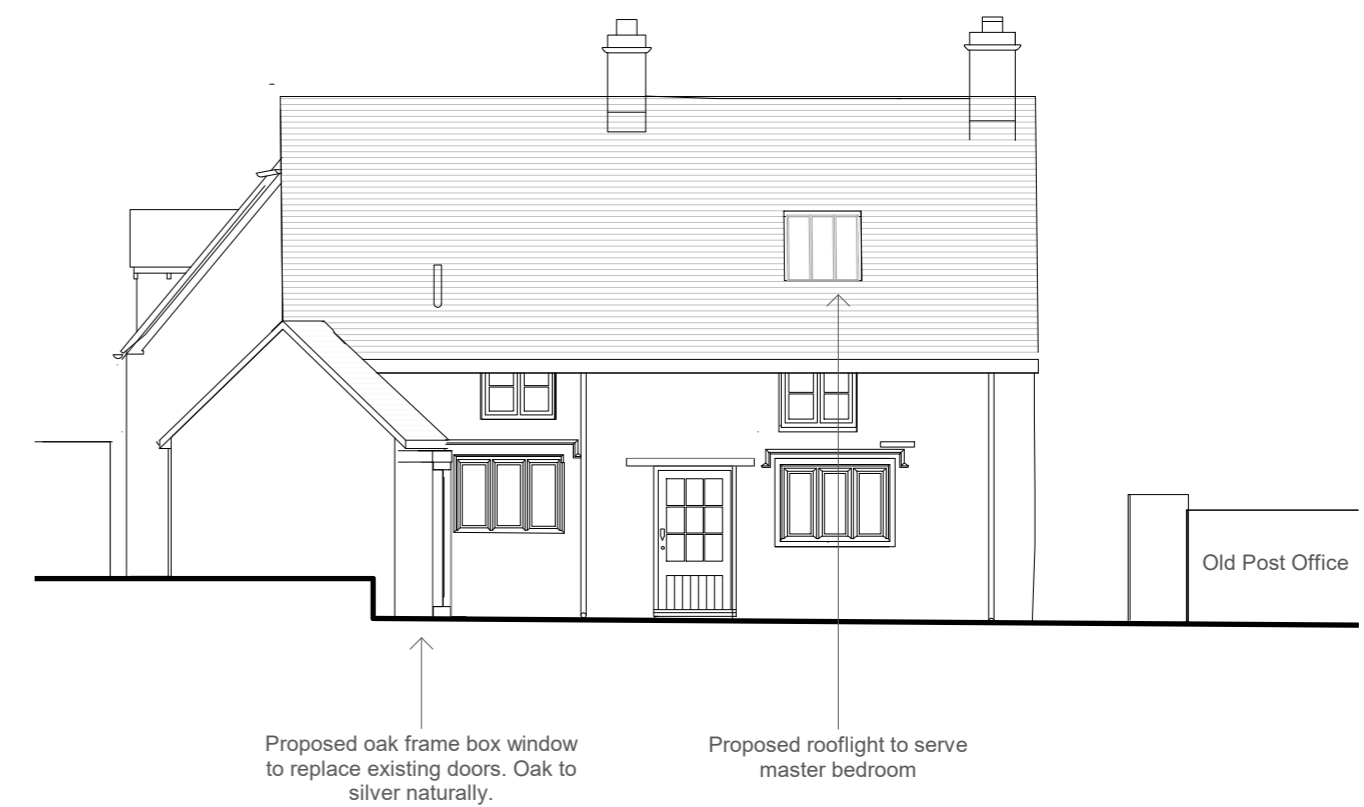 Old Post Office
Proposed oak frame box window
to replace existing doors. Oak to
silver naturally.
Proposed rooflight to serve
master bedroom